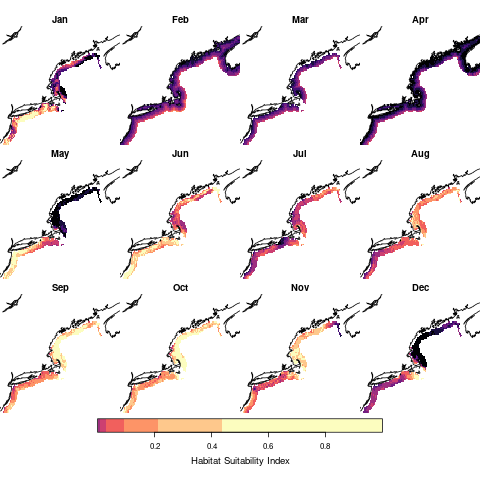 Jan Feb Mar Apr
May Jun Jul Aug
Sep Oct Nov Dec
0.2 0.4 0.6 0.8
Habitat Suitability Index